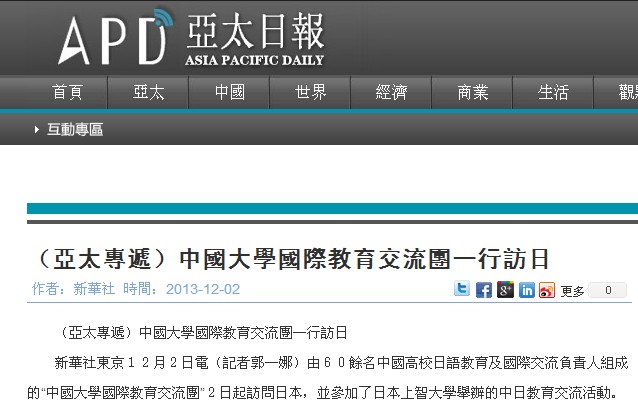 APD 亞太日報
ASIA PACIFIC DAILY
首頁 亞太 中國 世界 經濟 商業 生活
互動專區
（亞太專遞）中國大學國際教育交流團一行訪日
作者：新華社 時間：2013-12-02 更多 0
（亞太專遞）中國大學國際教育交流團一行訪日
新華社東京１２月２日電（記者郭一娜）由６０餘名中國高校日語教育及國際交流負責人組成
的“中國大學國際教育交流團”２日起訪問日本，並參加了日本上智大學舉辦的中日教育交流活動。